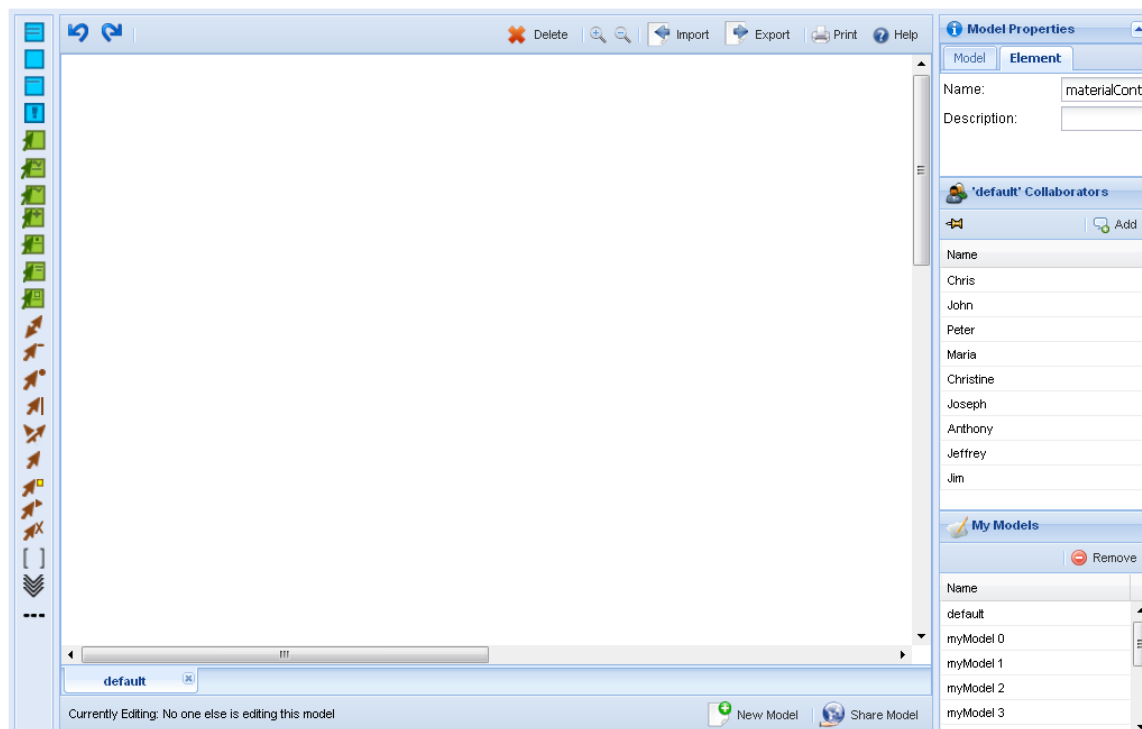 Delete Import Export Print Help
Model Properties
Model Element
Name: materialCont
Description:
'default' Collaborators
Add
Name
Chris
John
Peter
Maria
Christine
Joseph
Anthony
Jeffrey
Jim
My Models
Remove
Name
default
myModel 0
myModel 1
myModel 2
myModel 3
default
Currently Editing: No one else is editing this model
New Model Share Model